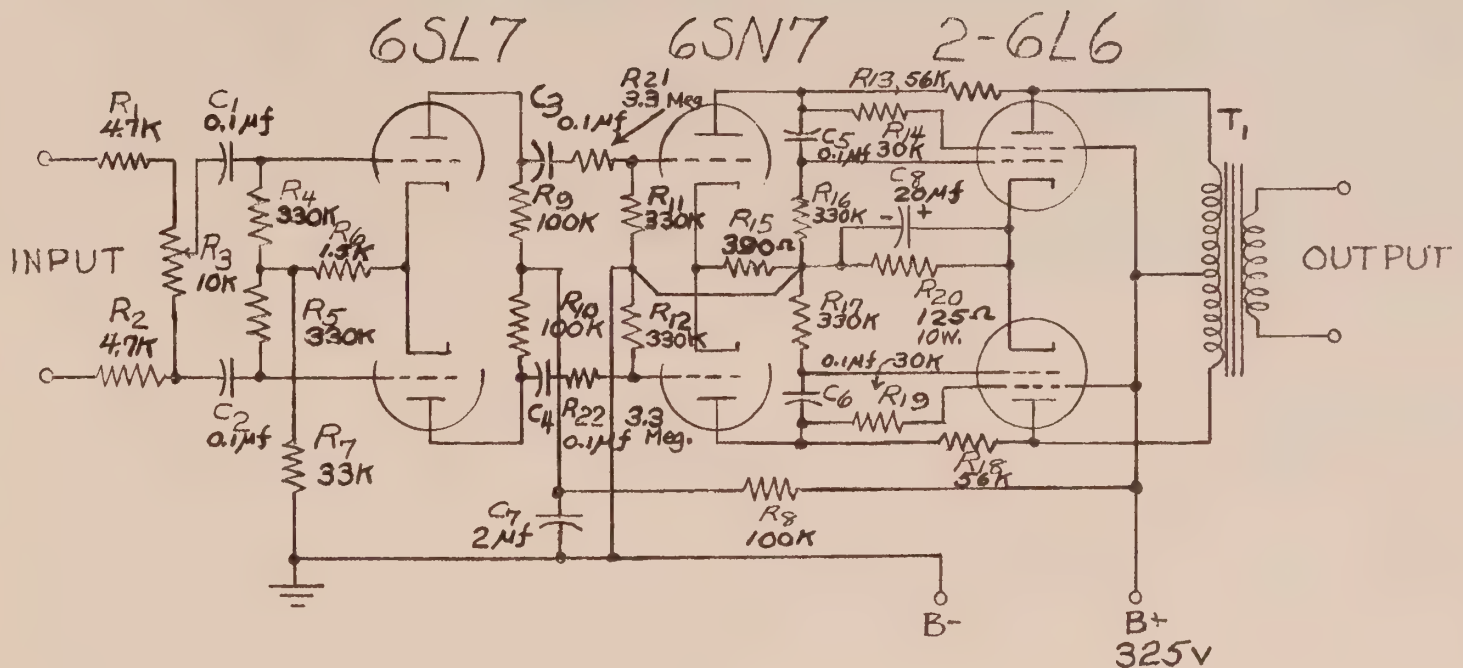 6SL7
6SN7
2-6L6
R1
4.7K
C1
0.1µf
C3
0.1µf
R21
3.3 Meg.
R13, 56K
R14
30K
C5
0.1µf
T1
R4
330K
R9
100K
R11
330K
R16
330K
C8
20µf
- +
INPUT
R3
10K
R6
1.5K
R15
390Ω
OUTPUT
R2
4.7K
R5
330K
R10
100K
R12
330K
R17
330K
R20
125Ω
10W.
C2
0.1µf
C4
R22
0.1µf
3.3
Meg.
0.1µf
30K
C6
R19
R7
33K
R18
56K
C7
2µf
R8
100K
B-
B+
325V